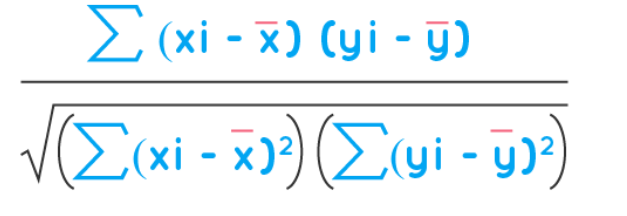 ∑ (xi - x̅) (yi - y̅)
√(∑(xi - x̅)²) (∑(yi - y̅)²)